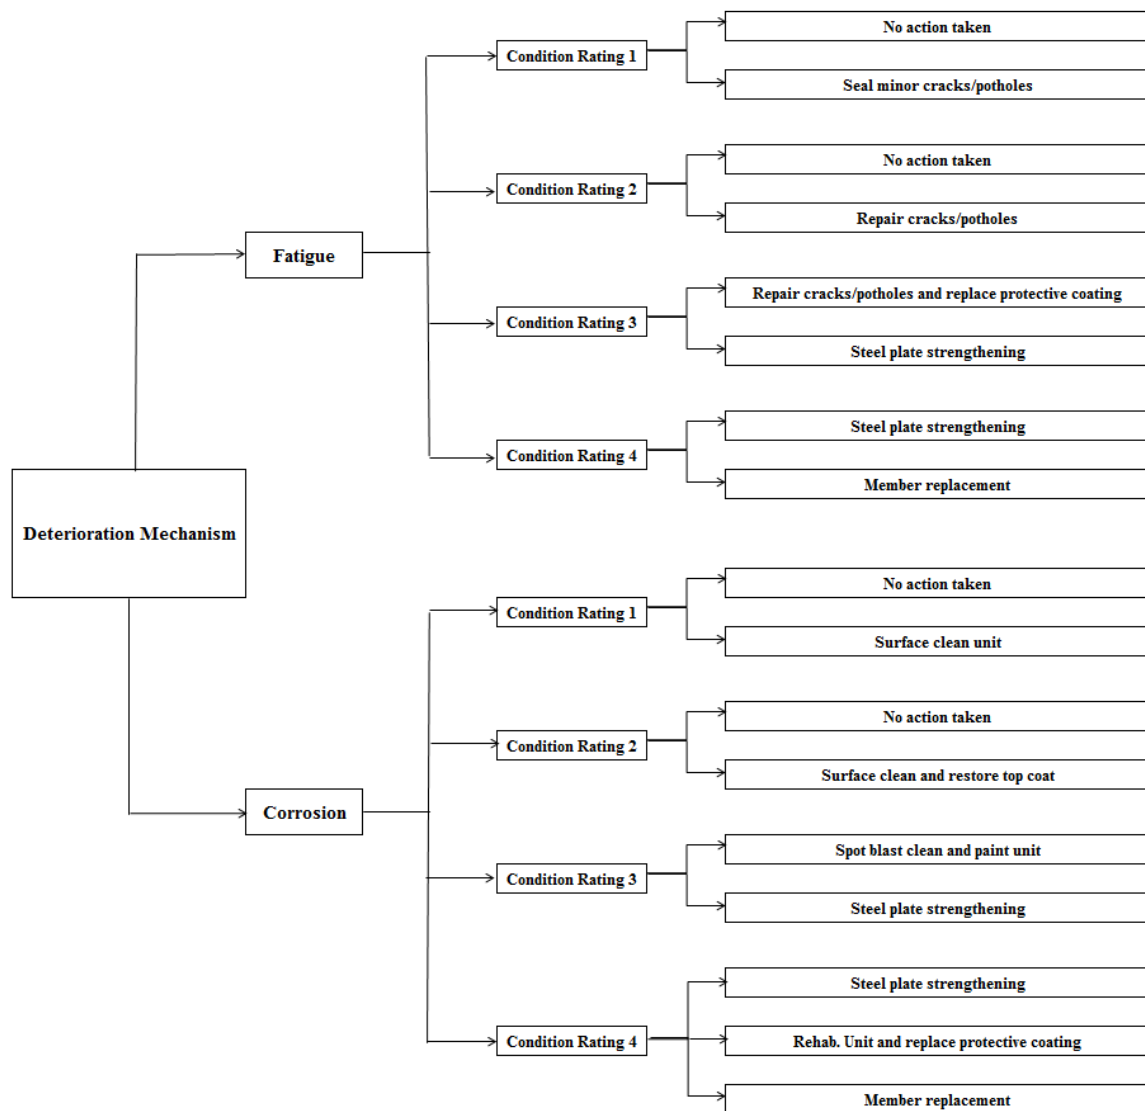 Deterioration Mechanism
Fatigue
Condition Rating 1
No action taken
Seal minor cracks/potholes
Condition Rating 2
No action taken
Repair cracks/potholes
Condition Rating 3
Repair cracks/potholes and replace protective coating
Steel plate strengthening
Condition Rating 4
Steel plate strengthening
Member replacement
Corrosion
Condition Rating 1
No action taken
Surface clean unit
Condition Rating 2
No action taken
Surface clean and restore top coat
Condition Rating 3
Spot blast clean and paint unit
Steel plate strengthening
Condition Rating 4
Steel plate strengthening
Rehab. Unit and replace protective coating
Member replacement